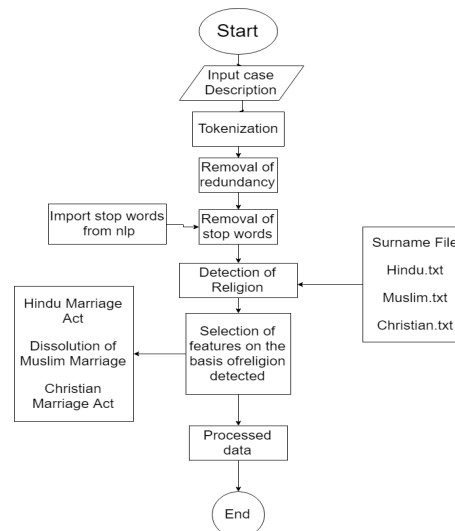 Start
Input case
Description
Tokenization
Removal of
redundancy
Import stop words
from nlp
Removal of
stop words
Surname File
Hindu.txt
Muslim.txt
Christian.txt
Detection of
Religion
Hindu Marriage
Act
Dissolution of
Muslim Marriage
Christian
Marriage Act
Selection of
features on the
basis ofreligion
detected
Processed
data
End